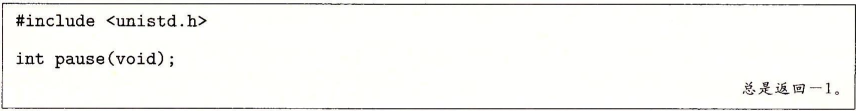 #include <unistd.h>
int pause(void);
总是返回－1。